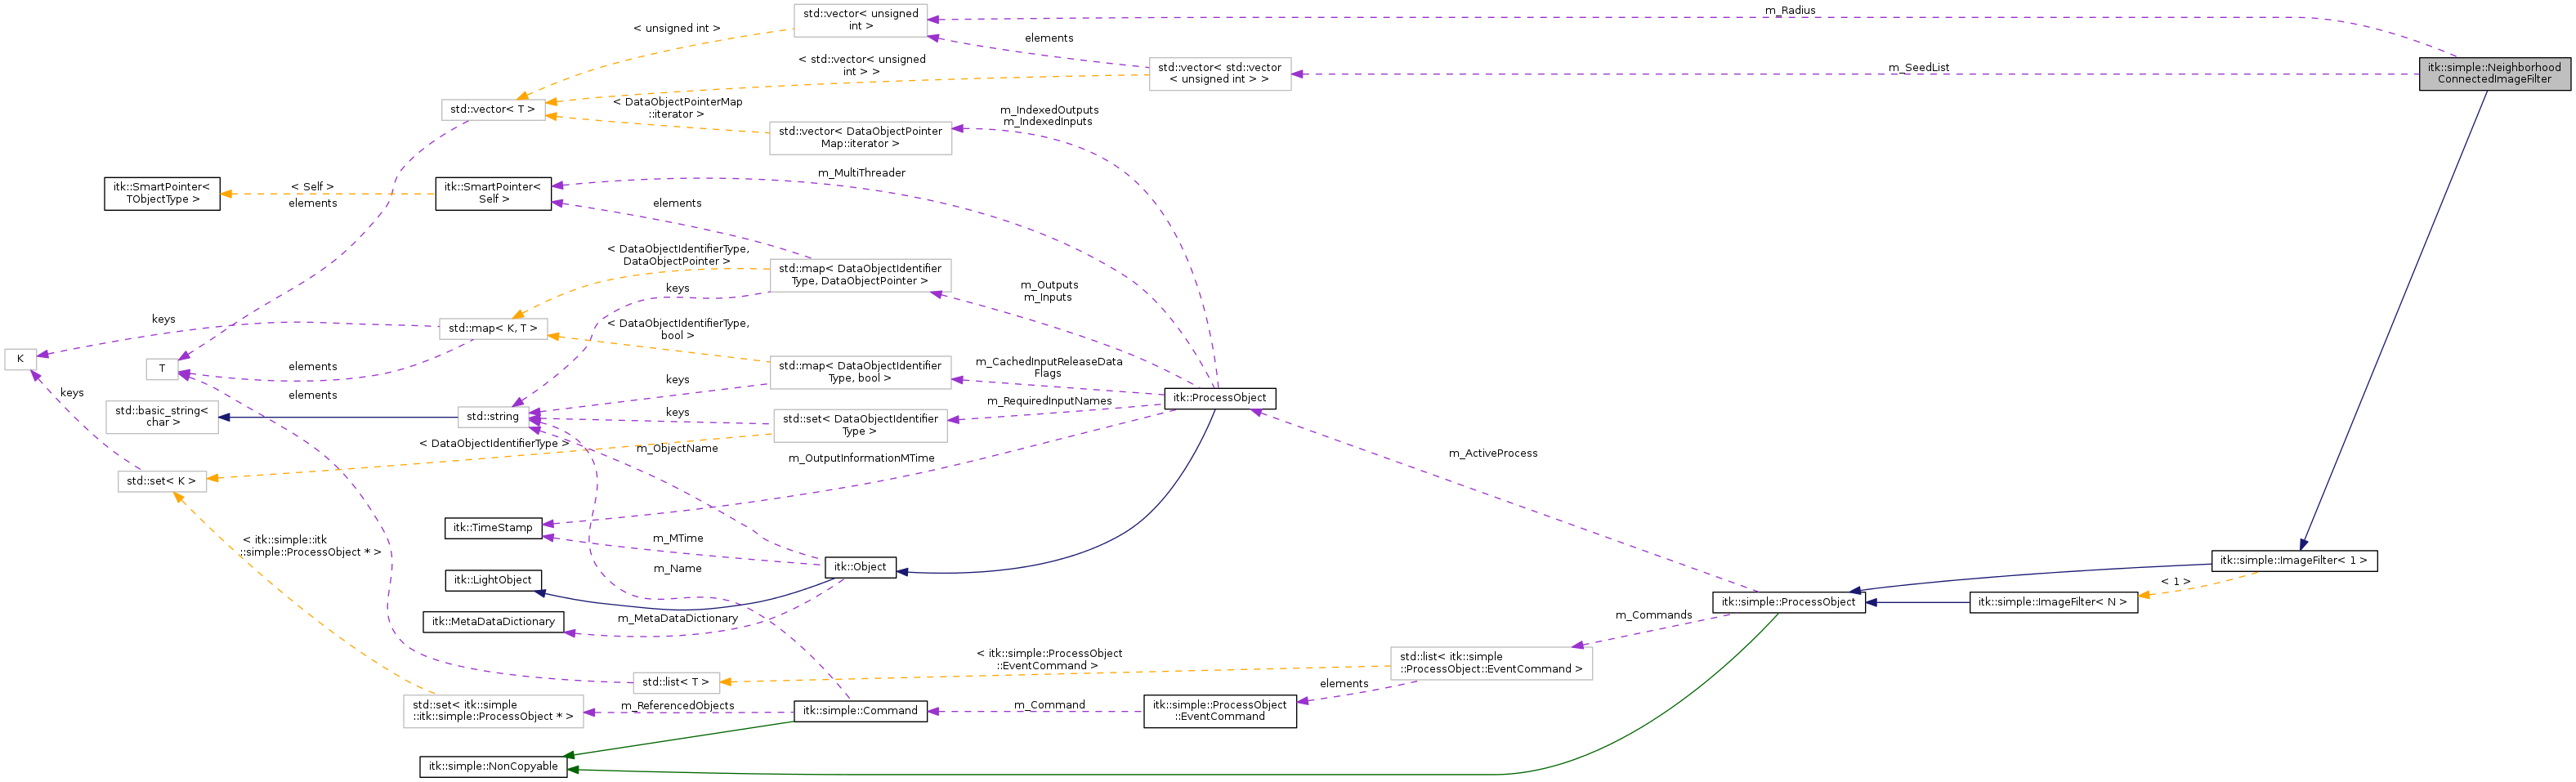 std::vector< unsigned
int >
m_Radius
< unsigned int >
elements
< std::vector< unsigned
int > >
std::vector< std::vector
< unsigned int > >
m_SeedList
itk::simple::Neighborhood
ConnectedImageFilter
std::vector< T >
< DataObjectPointerMap
::iterator >
std::vector< DataObjectPointer
Map::iterator >
m_IndexedOutputs
m_IndexedInputs
m_MultiThreader
itk::SmartPointer<
TObjectType >
< Self >
elements
itk::SmartPointer<
Self >
elements
< DataObjectIdentifierType,
DataObjectPointer >
std::map< DataObjectIdentifier
Type, DataObjectPointer >
keys
m_Outputs
m_Inputs
keys
std::map< K, T >
< DataObjectIdentifierType,
bool >
K
T
elements
elements
keys
std::map< DataObjectIdentifier
Type, bool >
keys
m_CachedInputReleaseData
Flags
itk::ProcessObject
m_RequiredInputNames
std::basic_string<
char >
std::string
keys
std::set< DataObjectIdentifier
Type >
< DataObjectIdentifierType >
m_ObjectName
m_OutputInformationMTime
m_ActiveProcess
std::set< K >
itk::TimeStamp
< itk::simple::itk
::simple::ProcessObject * >
m_MTime
m_Name
itk::Object
itk::LightObject
itk::MetaDataDictionary
m_MetaDataDictionary
itk::simple::ImageFilter< 1 >
< 1 >
itk::simple::ProcessObject
itk::simple::ImageFilter< N >
m_Commands
< itk::simple::ProcessObject
::EventCommand >
std::list< itk::simple
::ProcessObject::EventCommand >
std::list< T >
elements
std::set< itk::simple
::itk::simple::ProcessObject * >
m_ReferencedObjects
itk::simple::Command
m_Command
itk::simple::ProcessObject
::EventCommand
itk::simple::NonCopyable